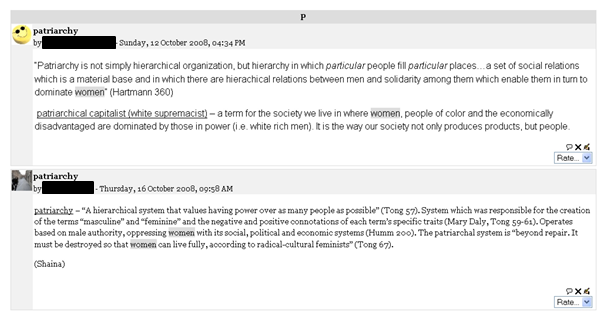 P
patriarchy
by - Sunday, 12 October 2008, 04:34 PM
"Patriarchy is not simply hierarchical organization, but hierarchy in which particular people fill particular places…a set of social relations
which is a material base and in which there are hierachical relations between men and solidarity among them which enable them in turn to
dominate women" (Hartmann 360)
patriarchical capitalist (white supremacist) – a term for the society we live in where women, people of color and the economically
disadvantaged are dominated by those in power (i.e. white rich men). It is the way our society not only produces products, but people.
Rate...
patriarchy
by - Thursday, 16 October 2008, 09:58 AM
patriarchy – "A hierarchical system that values having power over as many people as possible" (Tong 57). System which was responsible for the creation
of the terms "masculine" and "feminine" and the negative and positive connotations of each term's specific traits (Mary Daly, Tong 59-61). Operates
based on male authority, oppressing women with its social, political and economic systems (Humm 200). The patriarchal system is "beyond repair. It
must be destroyed so that women can live fully, according to radical-cultural feminists" (Tong 67).
(Shaina)
Rate...